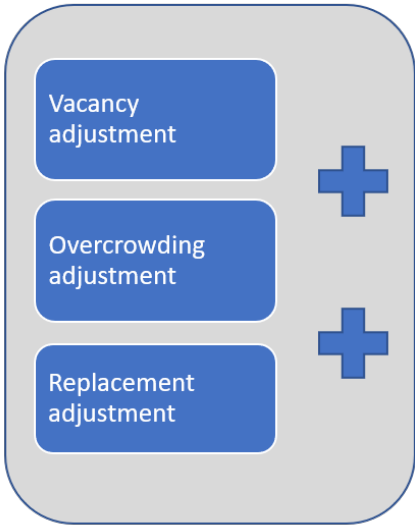 Vacancy
adjustment
Overcrowding
adjustment
Replacement
adjustment